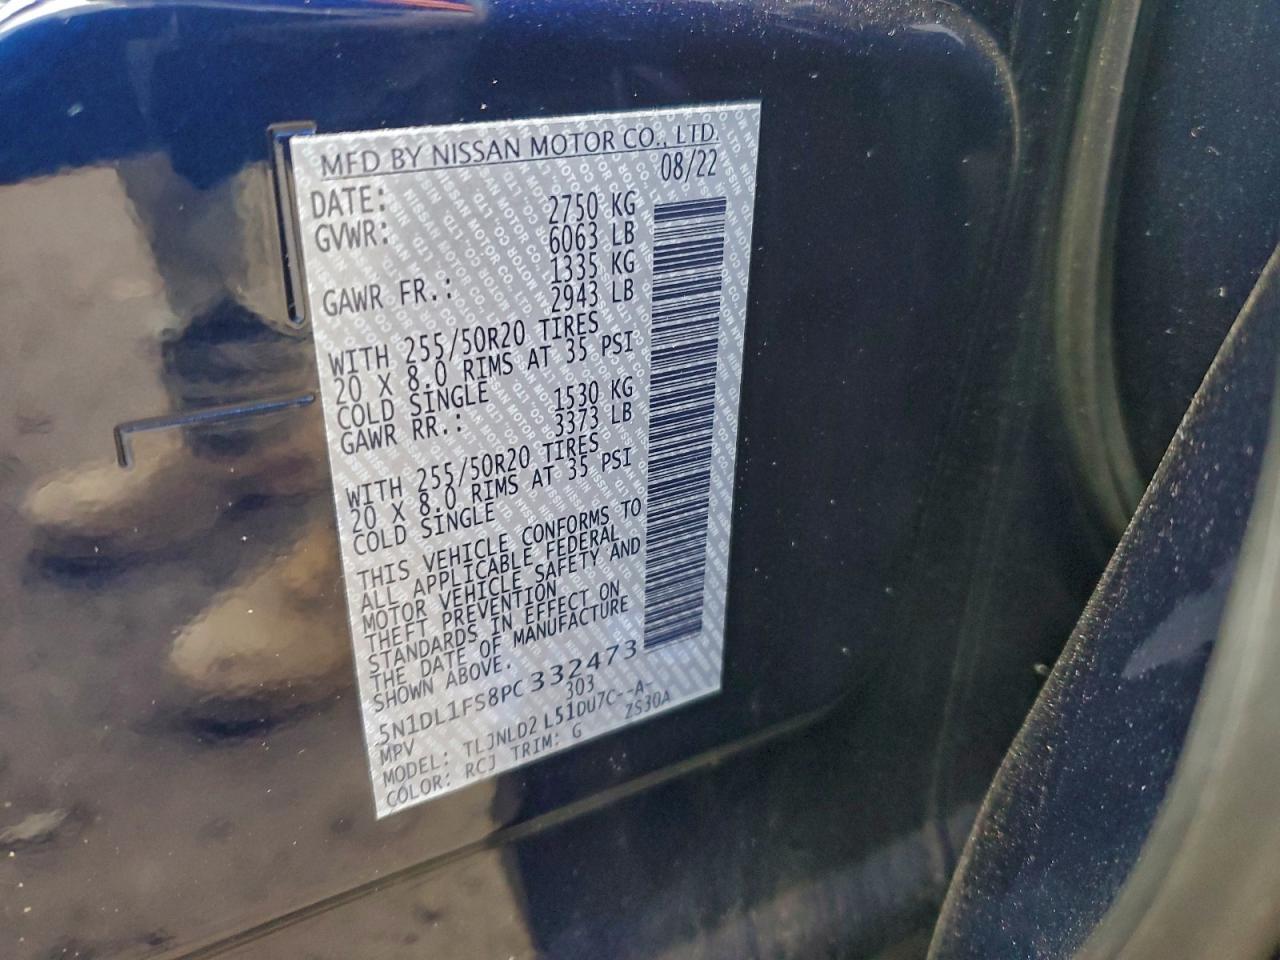 MFD BY NISSAN MOTOR CO., LTD.
DATE: 08/22
GVWR: 2750 KG
6063 LB
GAWR FR.: 1335 KG
2943 LB
WITH 255/50R20 TIRES
20 X 8.0 RIMS AT 35 PSI
COLD SINGLE
GAWR RR.: 1530 KG
3373 LB
WITH 255/50R20 TIRES
20 X 8.0 RIMS AT 35 PSI
COLD SINGLE
THIS VEHICLE CONFORMS TO
ALL APPLICABLE FEDERAL
MOTOR VEHICLE SAFETY AND
THEFT PREVENTION
STANDARDS IN EFFECT ON
THE DATE OF MANUFACTURE
SHOWN ABOVE.
5N1DL1FS8PC332473
MPV 303
MODEL: TLJNLD2 L51DU7C--A-
COLOR: RCJ TRIM: G ZS30A